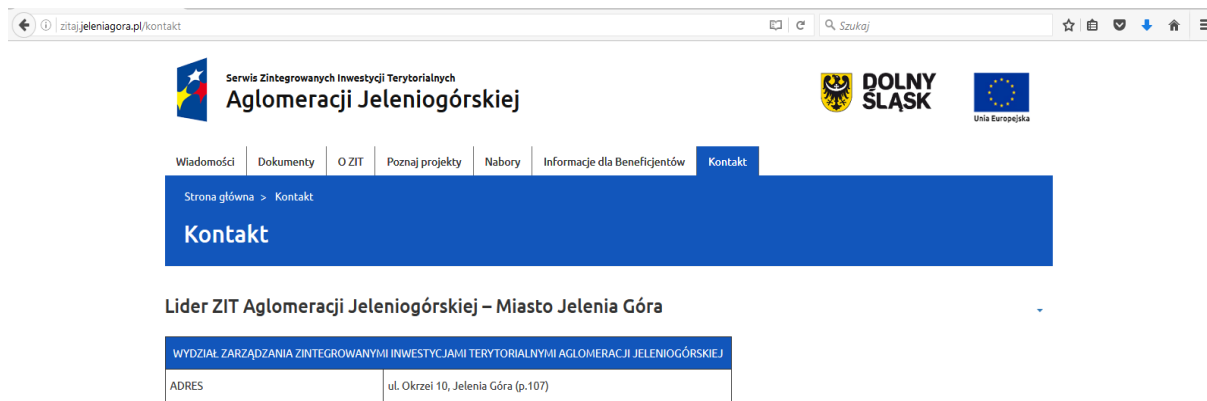 zitaj.jeleniagora.pl/kontakt
Szukaj
Serwis Zintegrowanych Inwestycji Terytorialnych
Aglomeracji Jeleniogórskiej
DOLNY
ŚLĄSK
Unia Europejska
Wiadomości Dokumenty O ZIT Poznaj projekty Nabory Informacje dla Beneficjentów Kontakt
Strona główna > Kontakt
Kontakt
Lider ZIT Aglomeracji Jeleniogórskiej – Miasto Jelenia Góra
WYDZIAŁ ZARZĄDZANIA ZINTEGROWANYMI INWESTYCJAMI TERYTORIALNYMI AGLOMERACJI JELENIOGÓRSKIEJ
ADRES ul. Okrzei 10, Jelenia Góra (p.107)